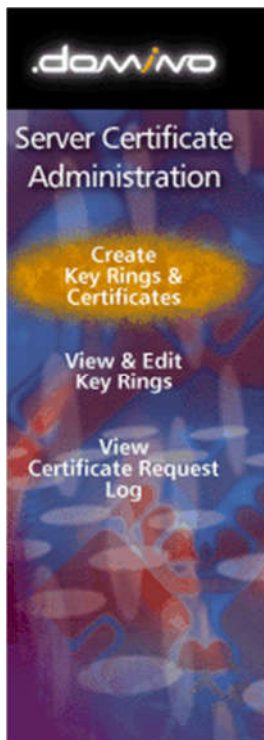 .domino
Server Certificate
Administration
Create
Key Rings &
Certificates
View & Edit
Key Rings
View
Certificate Request
Log